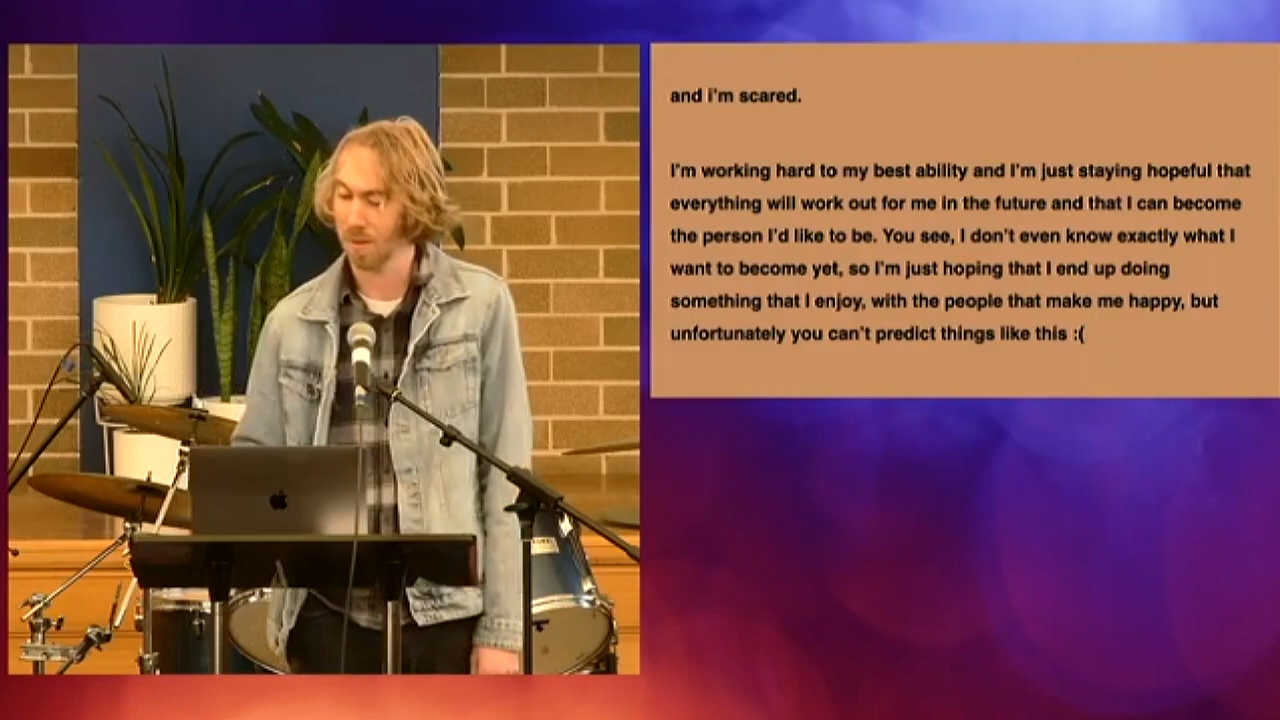 and i'm scared.
I'm working hard to my best ability and I'm just staying hopeful that
everything will work out for me in the future and that I can become
the person I'd like to be. You see, I don't even know exactly what I
want to become yet, so I'm just hoping that I end up doing
something that I enjoy, with the people that make me happy, but
unfortunately you can't predict things like this :(